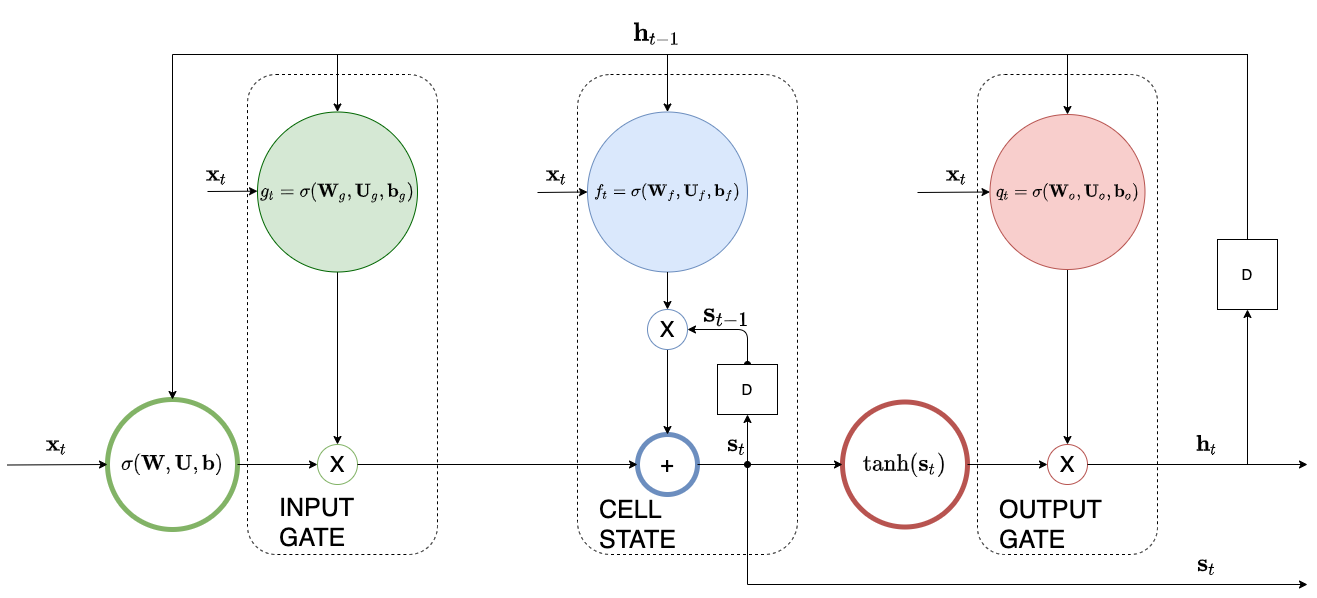 h_{t−1}
x_t
g_t = σ(W_g, U_g, b_g)
x_t
f_t = σ(W_f, U_f, b_f)
x_t
q_t = σ(W_o, U_o, b_o)
D
X
s_{t−1}
D
x_t
σ(W, U, b)
X
+
s_t
tanh(s_t)
X
h_t
INPUT
GATE
CELL
STATE
OUTPUT
GATE
s_t